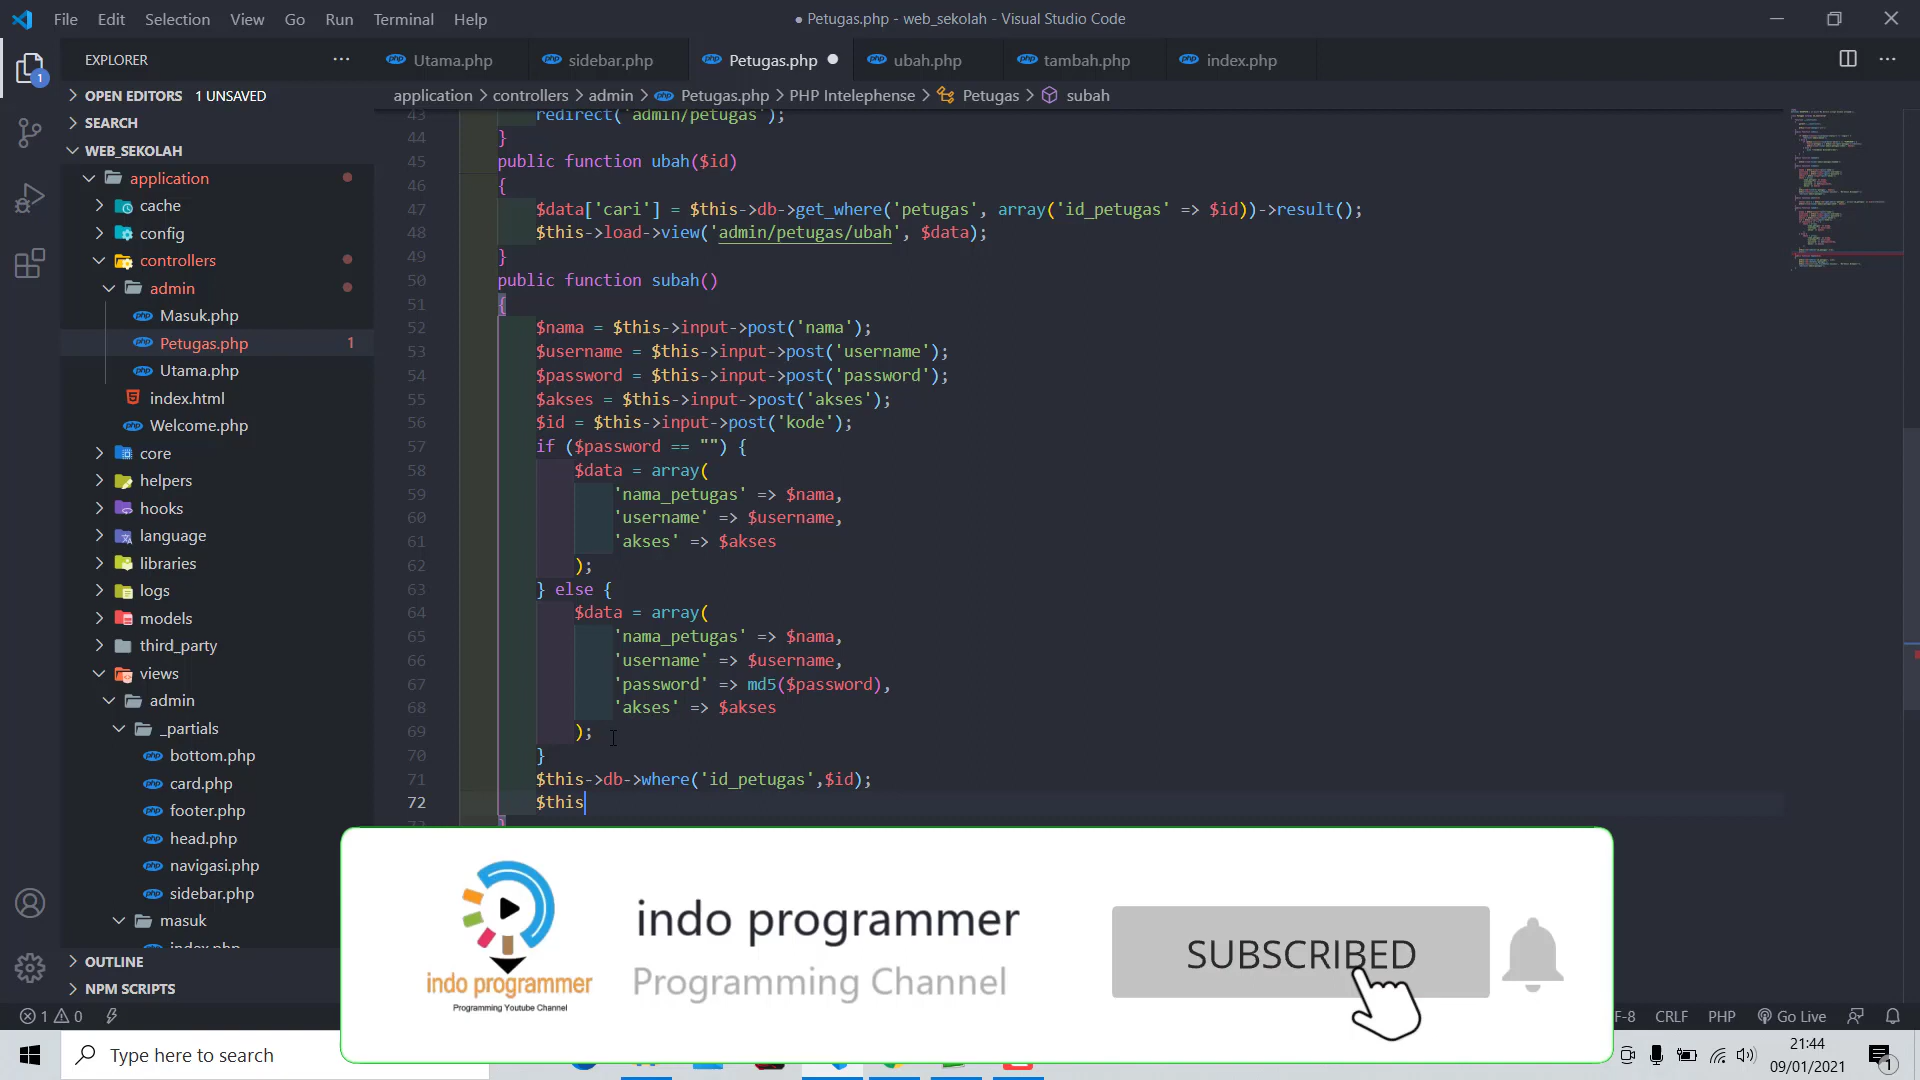 File Edit Selection View Go Run Terminal Help
● Petugas.php - web_sekolah - Visual Studio Code
EXPLORER
Utama.php
sidebar.php
Petugas.php
ubah.php
tambah.php
index.php
OPEN EDITORS 1 UNSAVED
application > controllers > admin > Petugas.php > PHP Intelephense > Petugas > subah
SEARCH
WEB_SEKOLAH
application
cache
config
controllers
admin
Masuk.php
Petugas.php 1
Utama.php
index.html
Welcome.php
core
helpers
hooks
language
libraries
logs
models
third_party
views
admin
_partials
bottom.php
card.php
footer.php
head.php
navigasi.php
sidebar.php
masuk
index.php
OUTLINE
NPM SCRIPTS
43 redirect('admin/petugas');
44 }
45 public function ubah($id)
46 {
47 $data['cari'] = $this->db->get_where('petugas', array('id_petugas' => $id))->result();
48 $this->load->view('admin/petugas/ubah', $data);
49 }
50 public function subah()
51 {
52 $nama = $this->input->post('nama');
53 $username = $this->input->post('username');
54 $password = $this->input->post('password');
55 $akses = $this->input->post('akses');
56 $id = $this->input->post('kode');
57 if ($password == "") {
58 $data = array(
59 'nama_petugas' => $nama,
60 'username' => $username,
61 'akses' => $akses
62 );
63 } else {
64 $data = array(
65 'nama_petugas' => $nama,
66 'username' => $username,
67 'password' => md5($password),
68 'akses' => $akses
69 );
70 }
71 $this->db->where('id_petugas',$id);
72 $this
73 }
indo programmer
Programming Youtube Channel
indo programmer
Programming Channel
SUBSCRIBED
1 0
F-8 CRLF PHP Go Live
Type here to search
21:44
09/01/2021
1